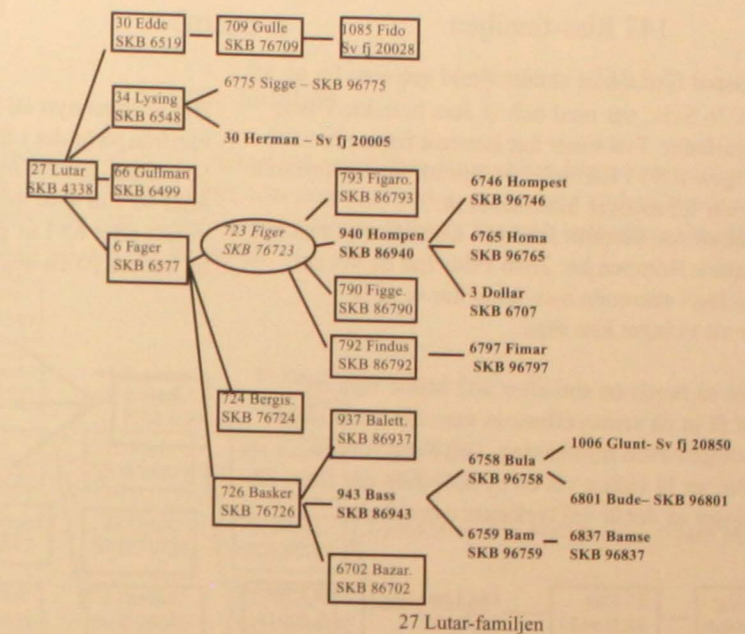 30 Edde
SKB 6519
709 Gulle
SKB 76709
1085 Fido
Sv fj 20028
34 Lysing
SKB 6548
6775 Sigge – SKB 96775
30 Herman – Sv fj 20005
27 Lutar
SKB 4338
66 Gullman
SKB 6499
6 Fager
SKB 6577
723 Figer
SKB 76723
793 Figaro.
SKB 86793
940 Hompen
SKB 86940
790 Figge.
SKB 86790
792 Findus
SKB 86792
6746 Hompest
SKB 96746
6765 Homa
SKB 96765
3 Dollar
SKB 6707
6797 Fimar
SKB 96797
724 Bergis.
SKB 76724
726 Basker
SKB 76726
937 Balett.
SKB 86937
943 Bass
SKB 86943
6702 Bazar.
SKB 86702
6758 Bula
SKB 96758
1006 Glunt- Sv fj 20850
6801 Bude– SKB 96801
6759 Bam
SKB 96759
6837 Bamse
SKB 96837
27 Lutar-familjen